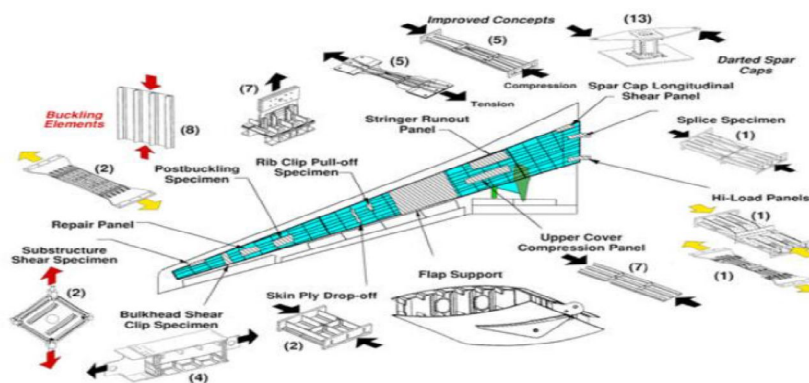 Improved Concepts
(5)
(13)
Darted Spar
Caps
(5)
Compression
Tension
(7)
Buckling
Elements
(8)
Spar Cap Longitudinal
Shear Panel
Stringer Runout
Panel
Splice Specimen
(1)
Rib Clip Pull-off
Specimen
(2)
Postbuckling
Specimen
Hi-Load Panels
(1)
Repair Panel
Substructure
Shear Specimen
Upper Cover
Compression Panel
(7)
(1)
Flap Support
Skin Ply Drop-off
(2)
(2)
Bulkhead Shear
Clip Specimen
(4)